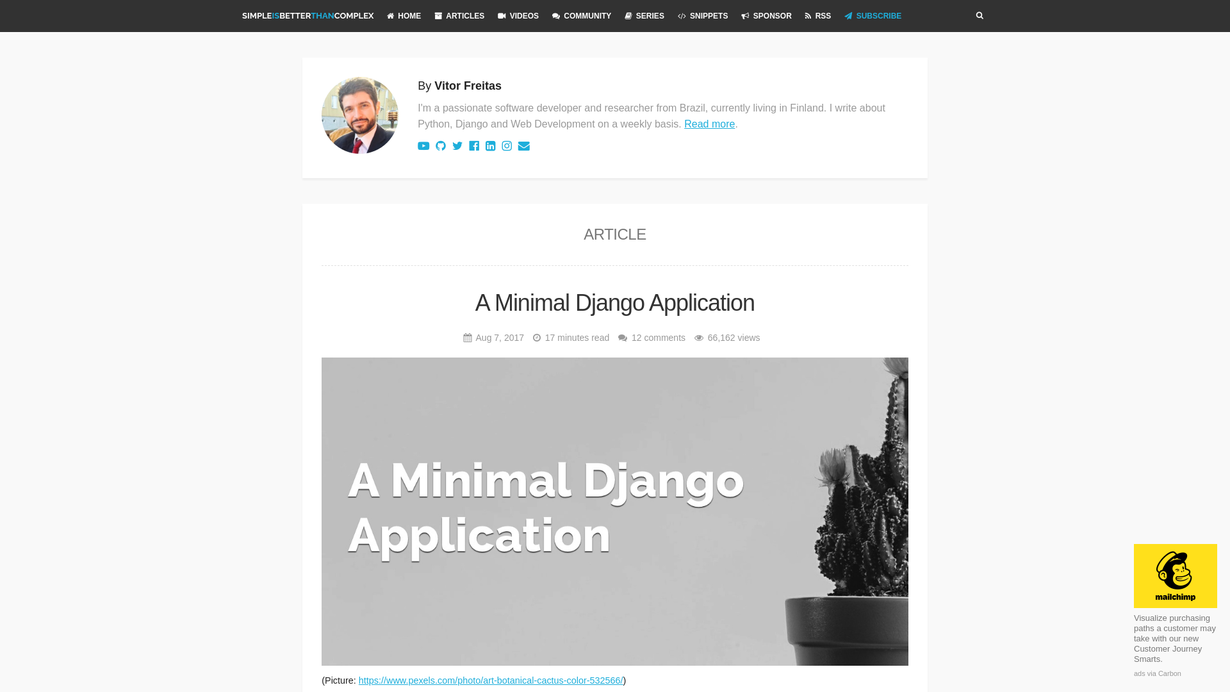 SIMPLEISBETTERTHANCOMPLEX HOME ARTICLES VIDEOS COMMUNITY SERIES SNIPPETS SPONSOR RSS SUBSCRIBE
By Vitor Freitas
I'm a passionate software developer and researcher from Brazil, currently living in Finland. I write about
Python, Django and Web Development on a weekly basis. Read more.
ARTICLE
A Minimal Django Application
Aug 7, 2017 17 minutes read 12 comments 66,162 views
A Minimal Django
Application
(Picture: https://www.pexels.com/photo/art-botanical-cactus-color-532566/)
mailchimp
Visualize purchasing
paths a customer may
take with our new
Customer Journey
Smarts.
ads via Carbon